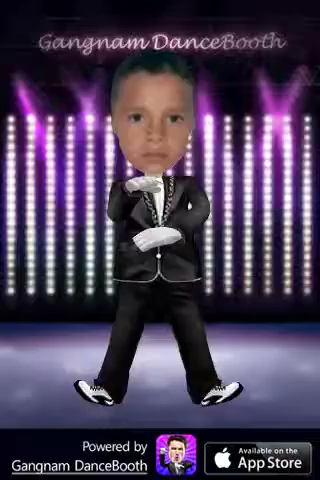 Gangnam DanceBooth
Powered by
Gangnam DanceBooth
Available on the
App Store